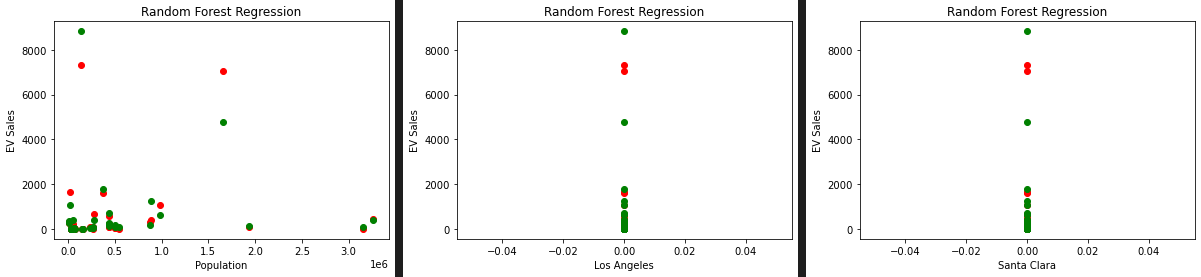 Random Forest Regression
8000
6000
4000
2000
0
EV Sales
0.0 0.5 1.0 1.5 2.0 2.5 3.0
1e6
Population
Random Forest Regression
8000
6000
4000
2000
0
EV Sales
−0.04 −0.02 0.00 0.02 0.04
Los Angeles
Random Forest Regression
8000
6000
4000
2000
0
EV Sales
−0.04 −0.02 0.00 0.02 0.04
Santa Clara